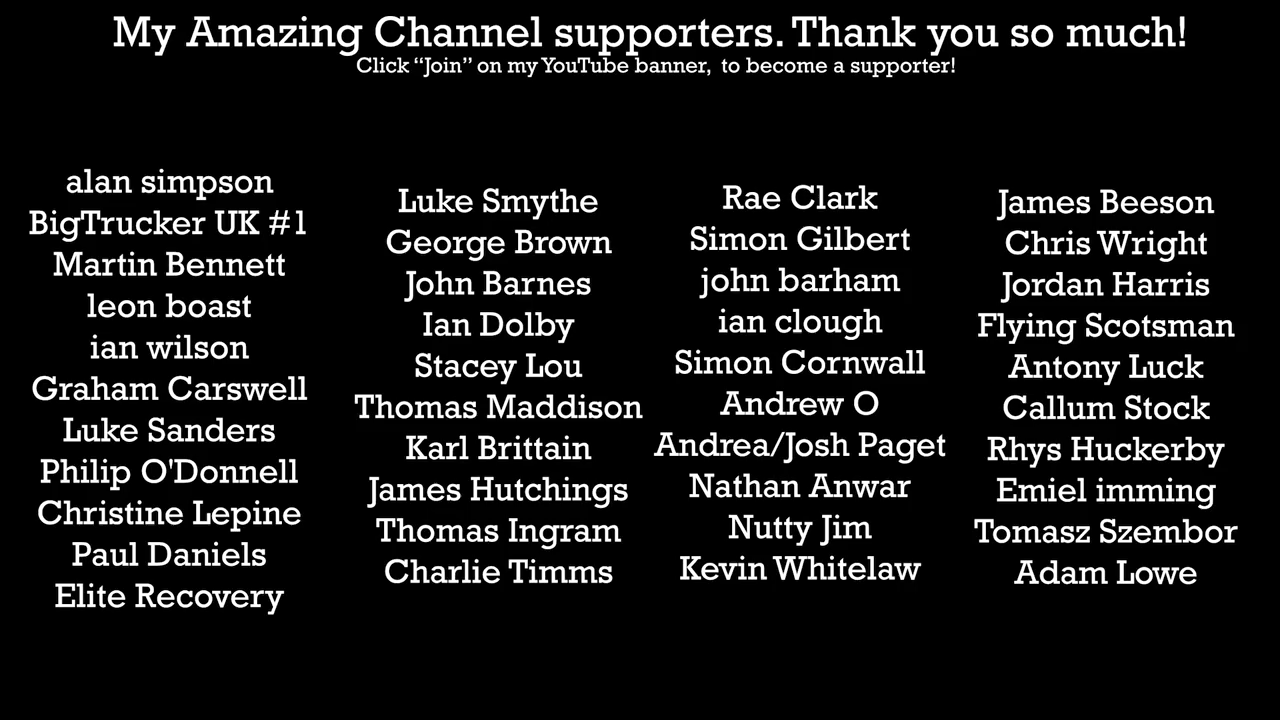 My Amazing Channel supporters. Thank you so much!
Click “Join” on my YouTube banner, to become a supporter!
alan simpson
BigTrucker UK #1
Martin Bennett
leon boast
ian wilson
Graham Carswell
Luke Sanders
Philip O'Donnell
Christine Lepine
Paul Daniels
Elite Recovery
Luke Smythe
George Brown
John Barnes
Ian Dolby
Stacey Lou
Thomas Maddison
Karl Brittain
James Hutchings
Thomas Ingram
Charlie Timms
Rae Clark
Simon Gilbert
john barham
ian clough
Simon Cornwall
Andrew O
Andrea/Josh Paget
Nathan Anwar
Nutty Jim
Kevin Whitelaw
James Beeson
Chris Wright
Jordan Harris
Flying Scotsman
Antony Luck
Callum Stock
Rhys Huckerby
Emiel imming
Tomasz Szembor
Adam Lowe